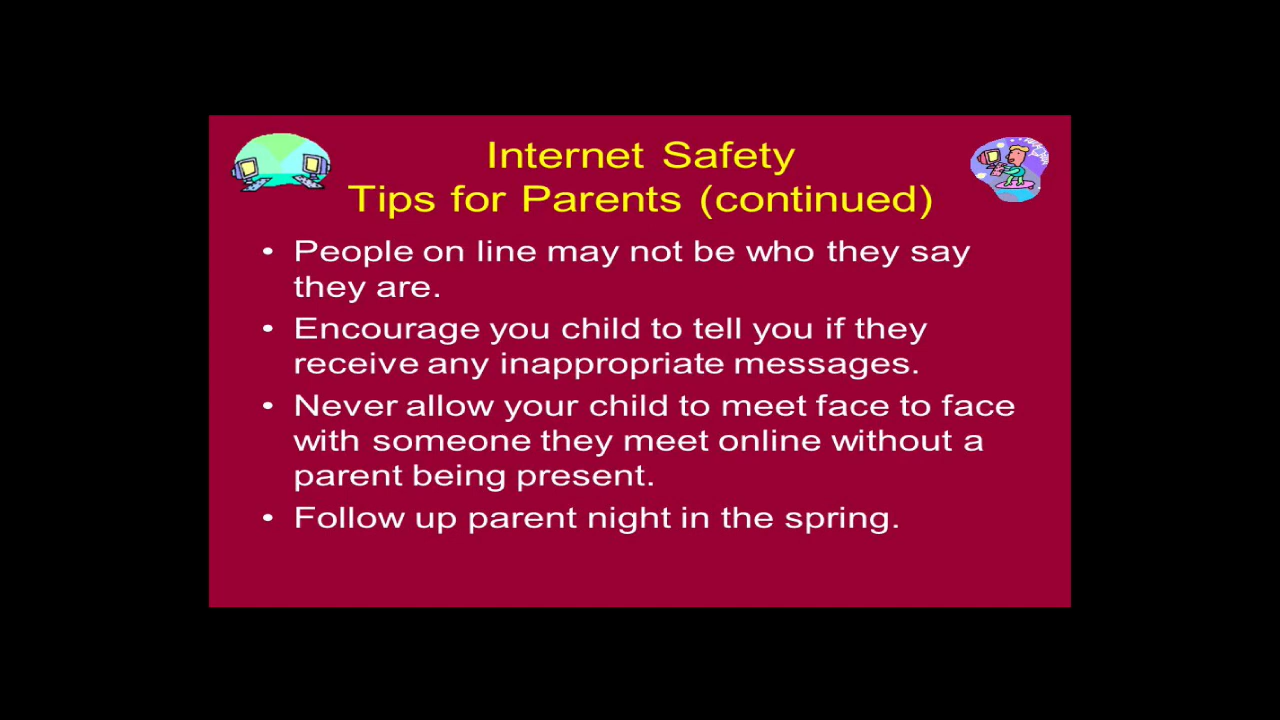 Internet Safety
Tips for Parents (continued)
• People on line may not be who they say
they are.
• Encourage you child to tell you if they
receive any inappropriate messages.
• Never allow your child to meet face to face
with someone they meet online without a
parent being present.
• Follow up parent night in the spring.